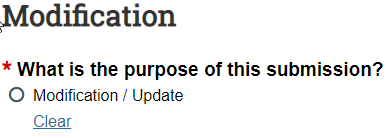 Modification
* What is the purpose of this submission?
Modification / Update
Clear